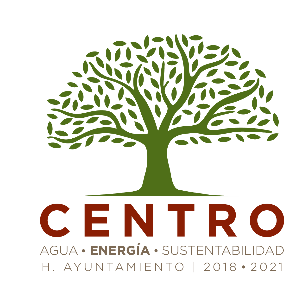 CENTRO
AGUA • ENERGÍA • SUSTENTABILIDAD
H. AYUNTAMIENTO | 2018 • 2021